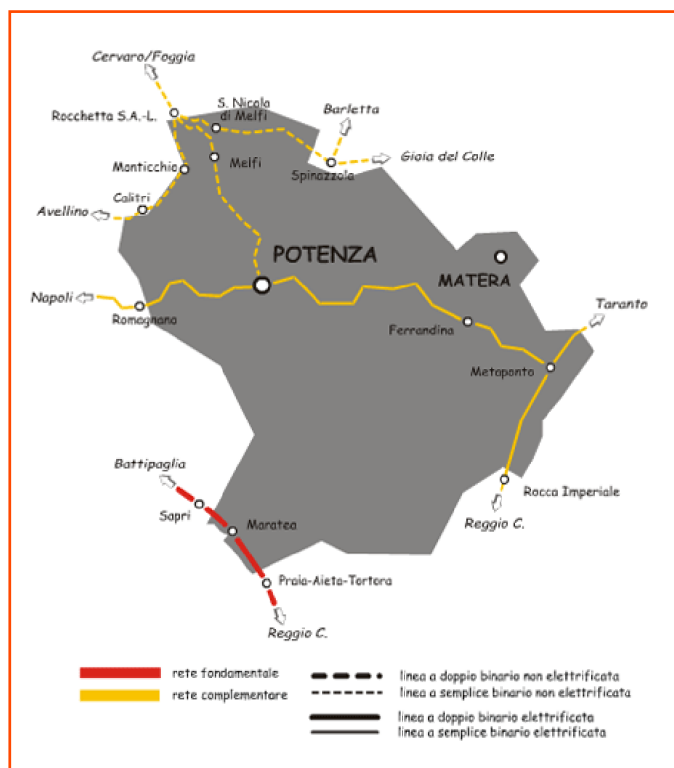 Cervaro/Foggia
S. Nicola
di Melfi
Rocchetta S.A.-L.
Barletta
Gioia del Colle
Monticchio
Melfi
Spinazzola
Calitri
Avellino
POTENZA
MATERA
Napoli
Taranto
Romagnano
Ferrandina
Metaponto
Battipaglia
Rocca Imperiale
Sapri
Maratea
Reggio C.
Praia-Aieta-Tortora
Reggio C.
rete fondamentale
linea a doppio binario non elettrificata
rete complementare
linea a semplice binario non elettrificata
linea a doppio binario elettrificata
linea a semplice binario elettrificata